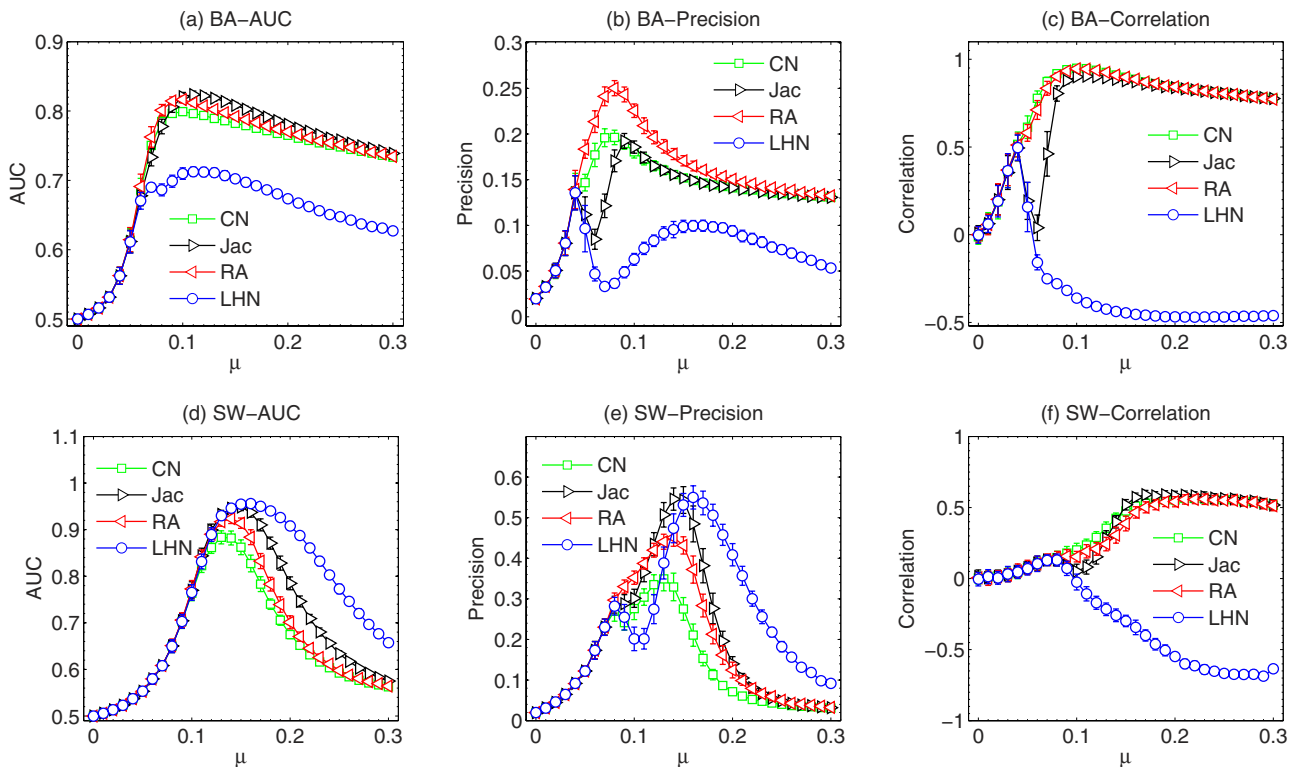 (a) BA−AUC
0.9
0.8
0.7
0.6
0.5
AUC
CN
Jac
RA
LHN
0 0.1 0.2 0.3
μ
(b) BA−Precision
0.3
0.25
0.2
0.15
0.1
0.05
0
Precision
CN
Jac
RA
LHN
0 0.1 0.2 0.3
μ
(c) BA−Correlation
1
0.5
0
−0.5
Correlation
CN
Jac
RA
LHN
0 0.1 0.2 0.3
μ
(d) SW−AUC
1.1
1
0.9
0.8
0.7
0.6
0.5
AUC
CN
Jac
RA
LHN
0 0.1 0.2 0.3
μ
(e) SW−Precision
0.6
0.5
0.4
0.3
0.2
0.1
0
Precision
CN
Jac
RA
LHN
0 0.1 0.2 0.3
μ
(f) SW−Correlation
1
0.5
0
−0.5
−1
Correlation
CN
Jac
RA
LHN
0 0.1 0.2 0.3
μ